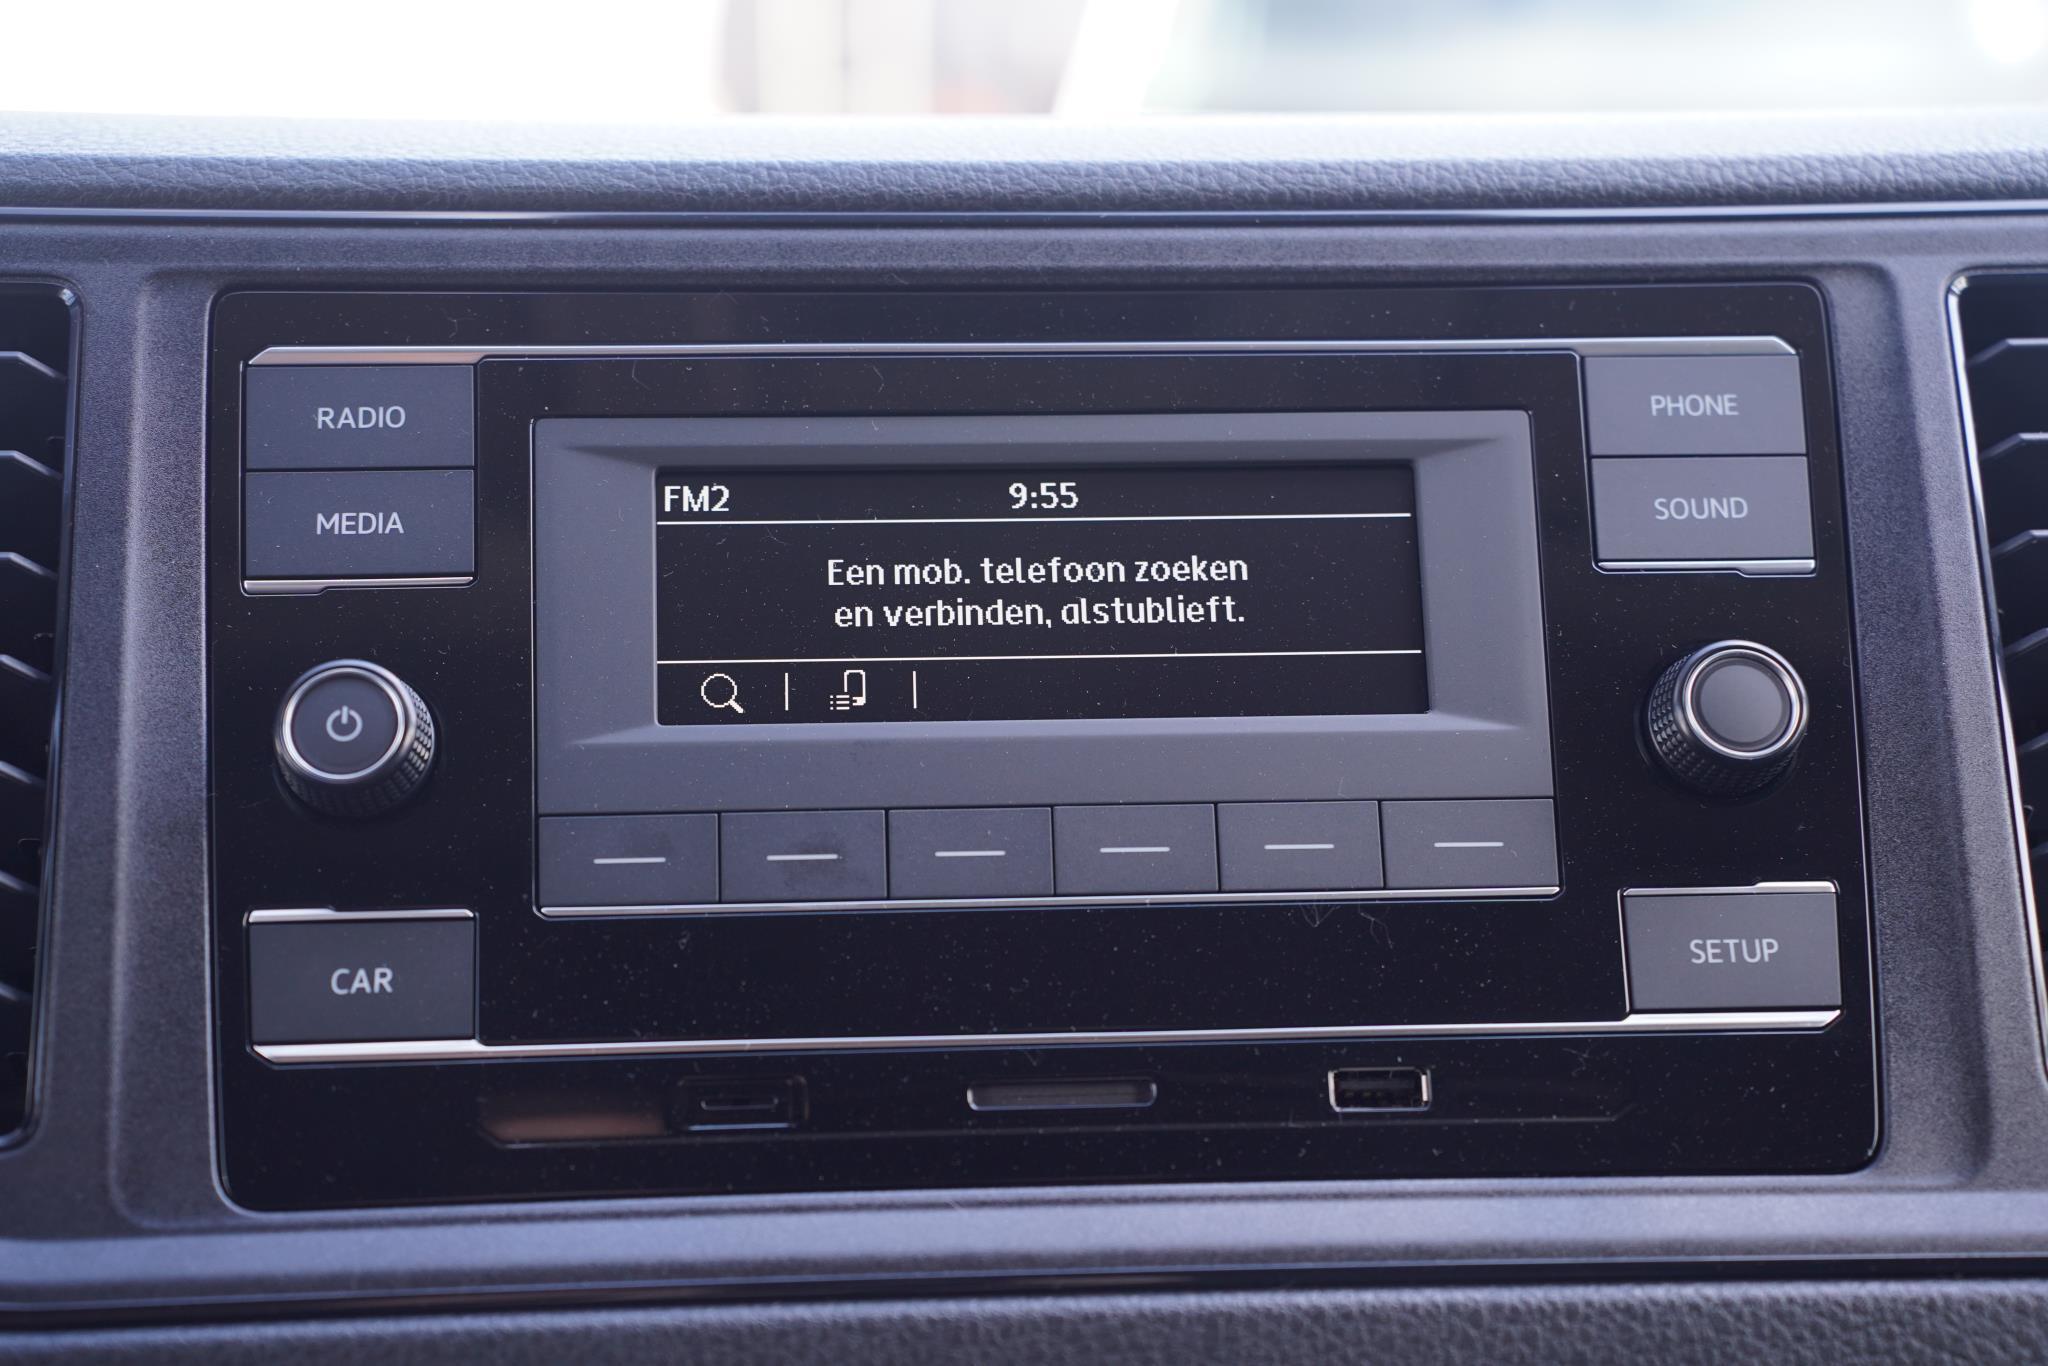 RADIO
PHONE
MEDIA
SOUND
FM2 9:55
Een mob. telefoon zoeken
en verbinden, alstublieft.
CAR
SETUP